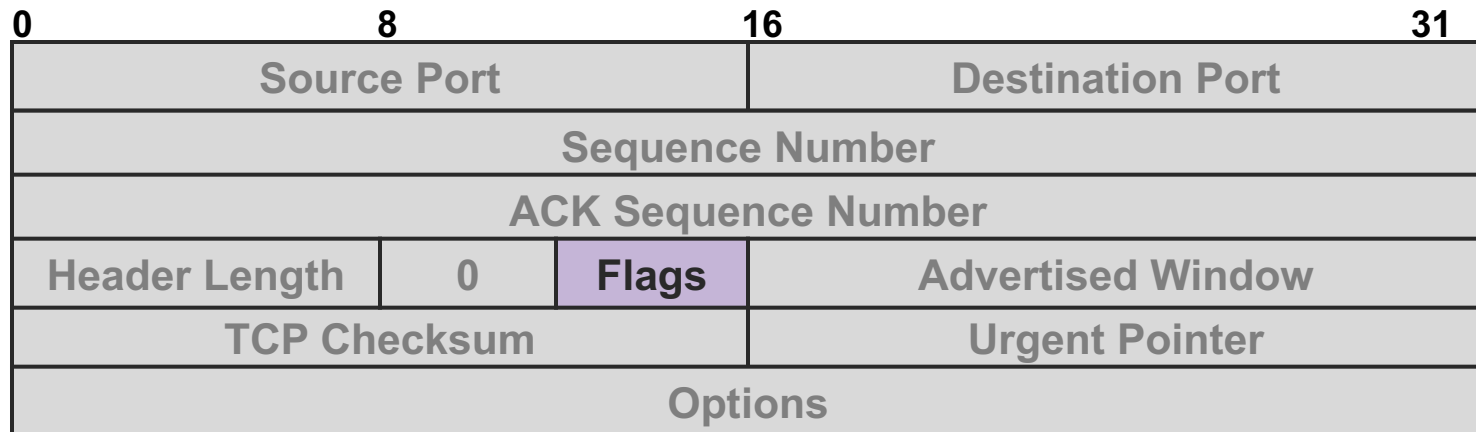 0 8 16 31
Source Port Destination Port
Sequence Number
ACK Sequence Number
Header Length 0 Flags Advertised Window
TCP Checksum Urgent Pointer
Options